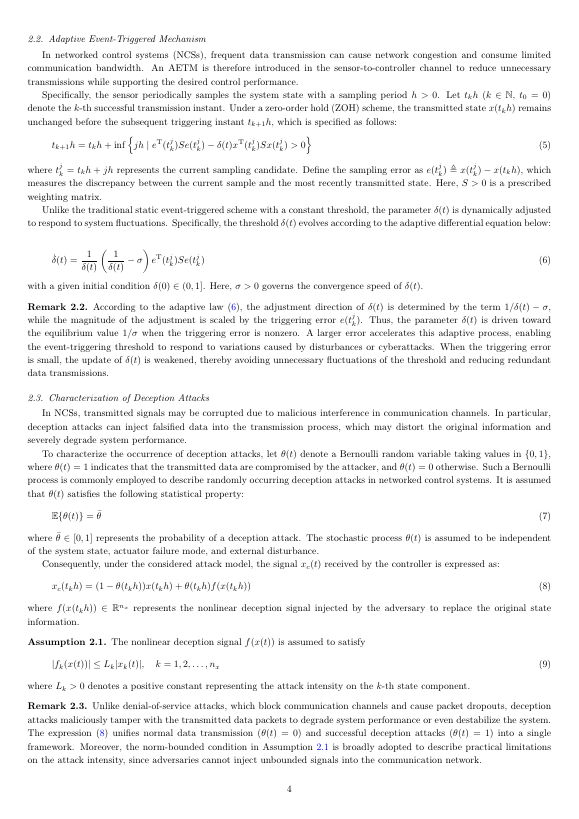 2.2. Adaptive Event-Triggered Mechanism
In networked control systems (NCSs), frequent data transmission can cause network congestion and consume limited
communication bandwidth. An AETM is therefore introduced in the sensor-to-controller channel to reduce unnecessary
transmissions while supporting the desired control performance.
Specifically, the sensor periodically samples the system state with a sampling period h > 0. Let t_k h (k ∈ ℕ, t_0 = 0)
denote the k-th successful transmission instant. Under a zero-order hold (ZOH) scheme, the transmitted state x(t_k h) remains
unchanged before the subsequent triggering instant t_{k+1}h, which is specified as follows:
t_{k+1}h = t_k h + inf { jh | e^T(t_k^j)Se(t_k^j) − δ(t)x^T(t_k^j)Sx(t_k^j) > 0 } (5)
where t_k^j = t_k h + jh represents the current sampling candidate. Define the sampling error as e(t_k^j) ≜ x(t_k^j) − x(t_k h), which
measures the discrepancy between the current sample and the most recently transmitted state. Here, S > 0 is a prescribed
weighting matrix.
Unlike the traditional static event-triggered scheme with a constant threshold, the parameter δ(t) is dynamically adjusted
to respond to system fluctuations. Specifically, the threshold δ(t) evolves according to the adaptive differential equation below:
δ̇(t) = 1/δ(t) (1/δ(t) − σ) e^T(t_k^j)Se(t_k^j) (6)
with a given initial condition δ(0) ∈ (0, 1]. Here, σ > 0 governs the convergence speed of δ(t).
Remark 2.2. According to the adaptive law (6), the adjustment direction of δ(t) is determined by the term 1/δ(t) − σ,
while the magnitude of the adjustment is scaled by the triggering error e(t_k^j). Thus, the parameter δ(t) is driven toward
the equilibrium value 1/σ when the triggering error is nonzero. A larger error accelerates this adaptive process, enabling
the event-triggering threshold to respond to variations caused by disturbances or cyberattacks. When the triggering error
is small, the update of δ(t) is weakened, thereby avoiding unnecessary fluctuations of the threshold and reducing redundant
data transmissions.
2.3. Characterization of Deception Attacks
In NCSs, transmitted signals may be corrupted due to malicious interference in communication channels. In particular,
deception attacks can inject falsified data into the transmission process, which may distort the original information and
severely degrade system performance.
To characterize the occurrence of deception attacks, let θ(t) denote a Bernoulli random variable taking values in {0, 1},
where θ(t) = 1 indicates that the transmitted data are compromised by the attacker, and θ(t) = 0 otherwise. Such a Bernoulli
process is commonly employed to describe randomly occurring deception attacks in networked control systems. It is assumed
that θ(t) satisfies the following statistical property:
𝔼{θ(t)} = θ̄ (7)
where θ̄ ∈ [0, 1] represents the probability of a deception attack. The stochastic process θ(t) is assumed to be independent
of the system state, actuator failure mode, and external disturbance.
Consequently, under the considered attack model, the signal x_c(t) received by the controller is expressed as:
x_c(t_k h) = (1 − θ(t_k h))x(t_k h) + θ(t_k h)f(x(t_k h)) (8)
where f(x(t_k h)) ∈ ℝ^{n_x} represents the nonlinear deception signal injected by the adversary to replace the original state
information.
Assumption 2.1. The nonlinear deception signal f(x(t)) is assumed to satisfy
|f_k(x(t))| ≤ L_k|x_k(t)|, k = 1, 2, . . . , n_x (9)
where L_k > 0 denotes a positive constant representing the attack intensity on the k-th state component.
Remark 2.3. Unlike denial-of-service attacks, which block communication channels and cause packet dropouts, deception
attacks maliciously tamper with the transmitted data packets to degrade system performance or even destabilize the system.
The expression (8) unifies normal data transmission (θ(t) = 0) and successful deception attacks (θ(t) = 1) into a single
framework. Moreover, the norm-bounded condition in Assumption 2.1 is broadly adopted to describe practical limitations
on the attack intensity, since adversaries cannot inject unbounded signals into the communication network.
4